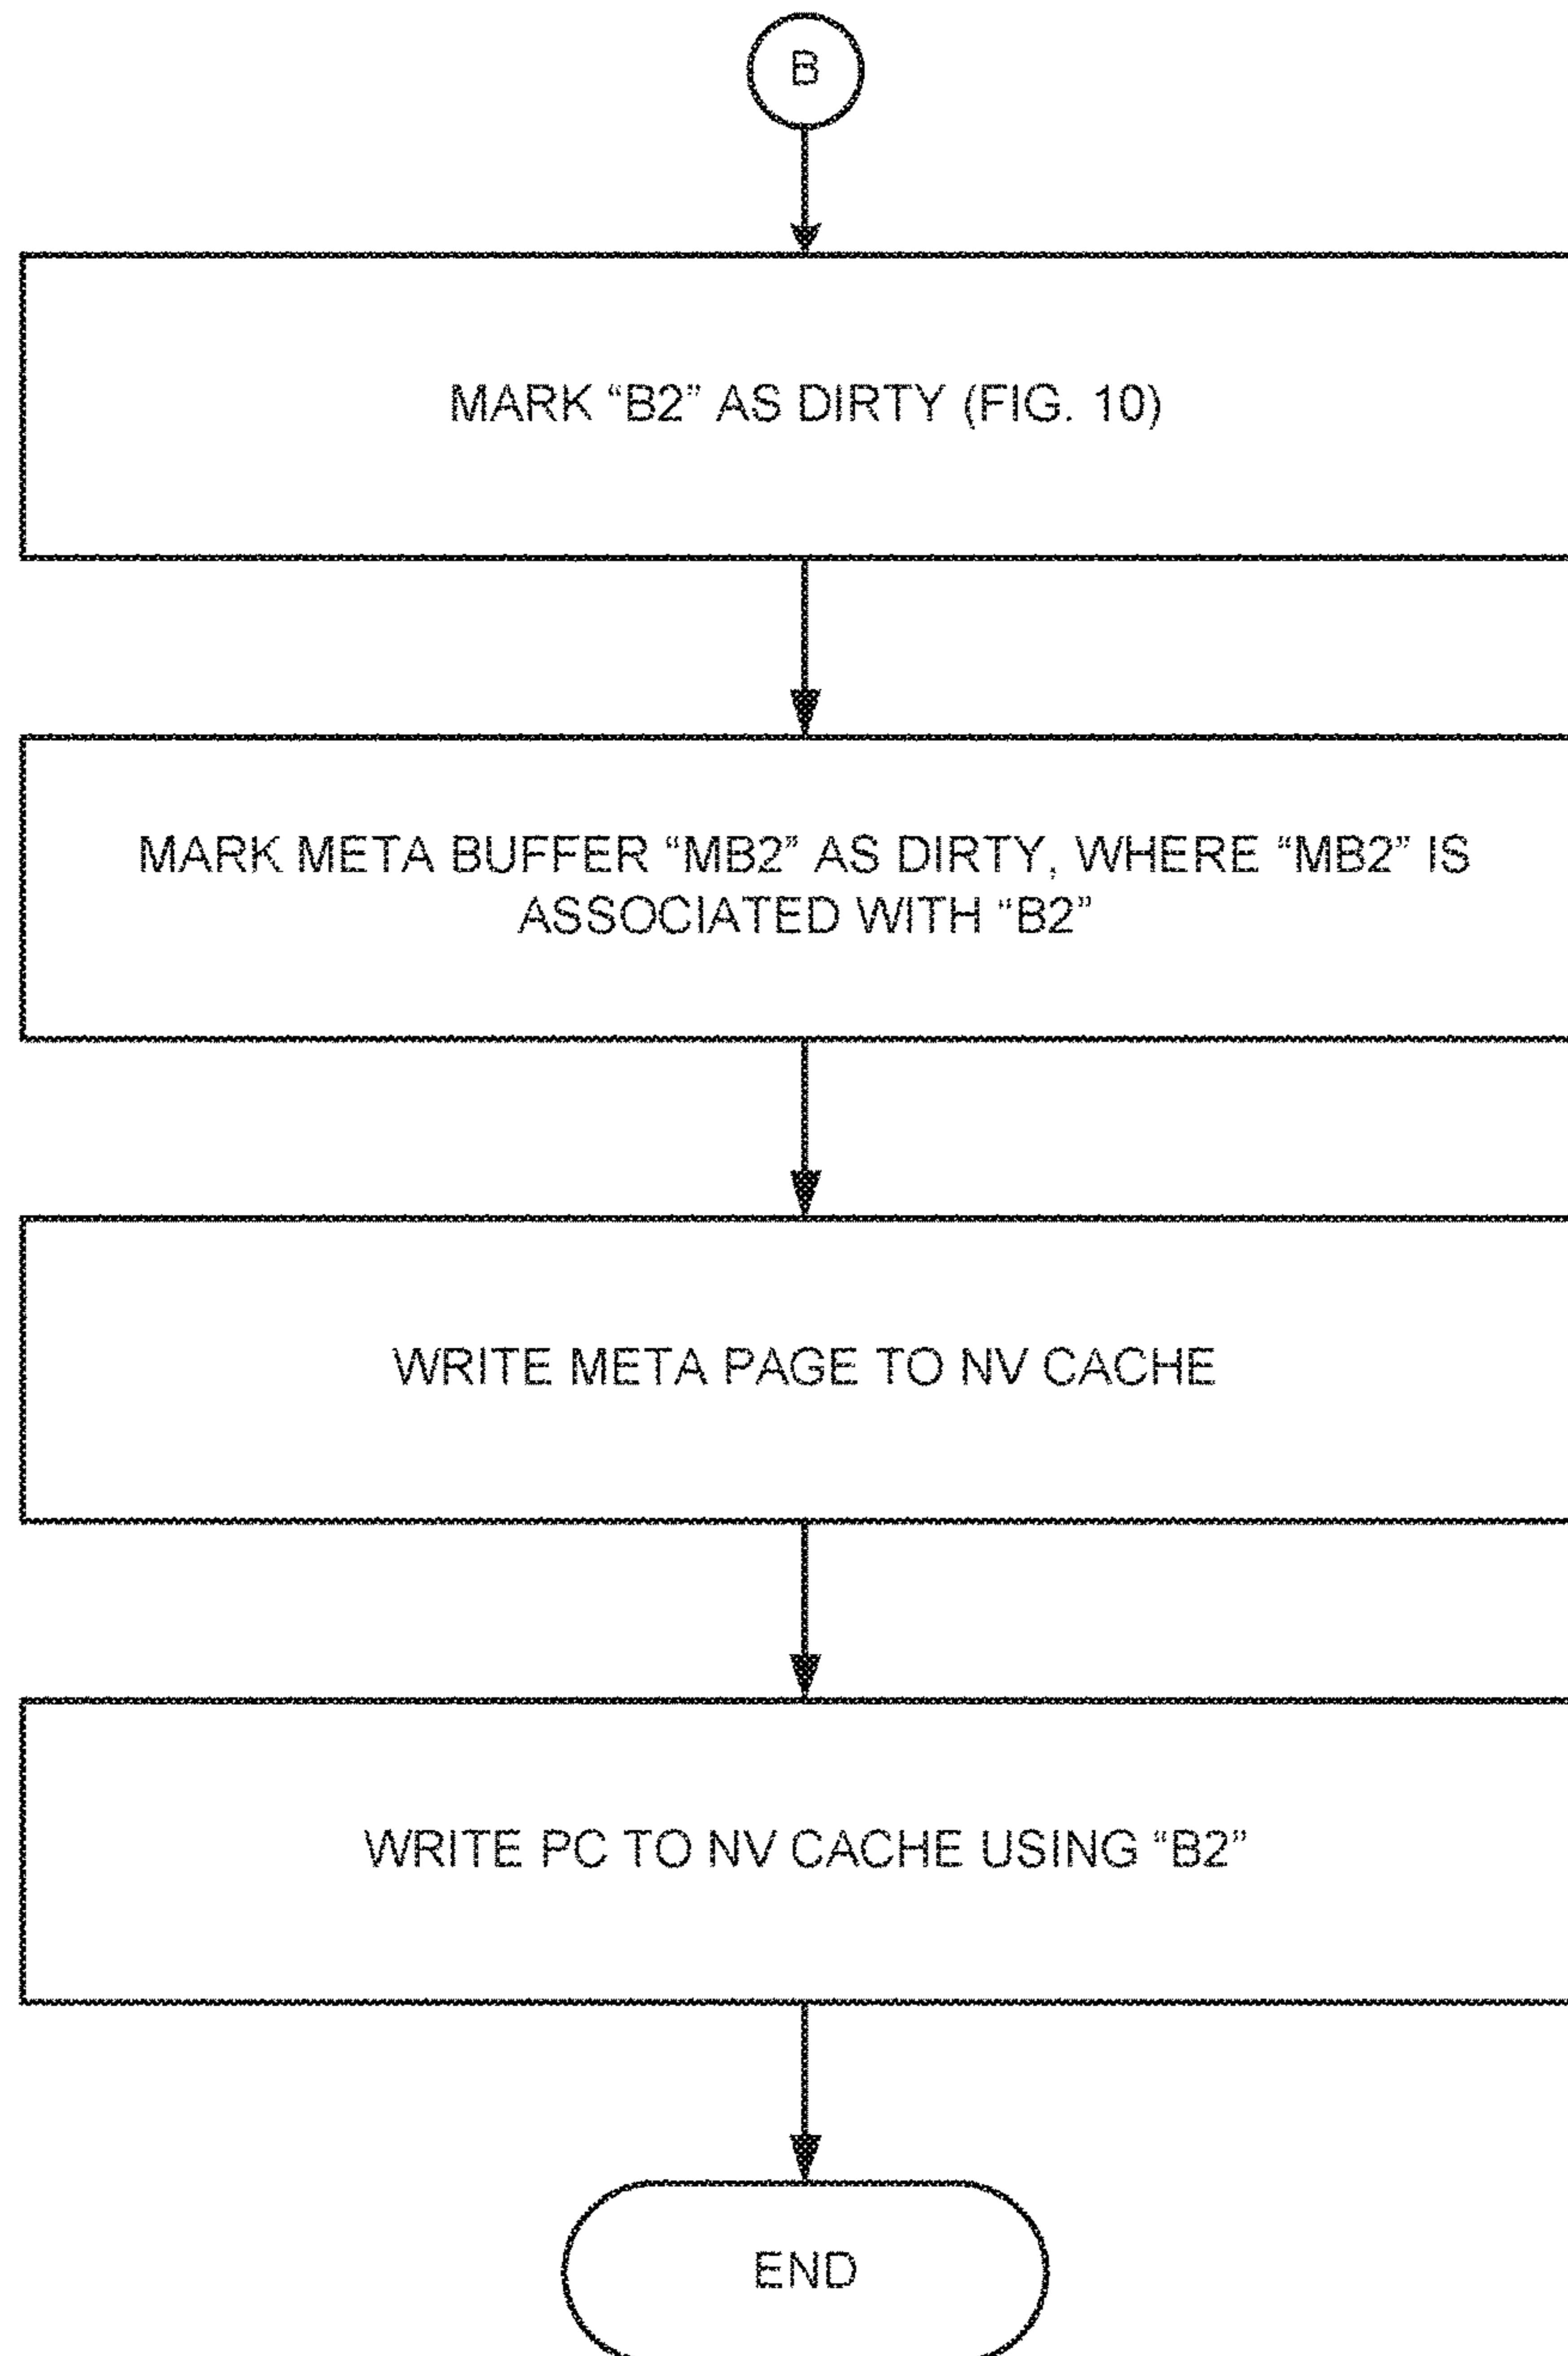 B
MARK “B2” AS DIRTY (FIG. 10)
MARK META BUFFER “MB2” AS DIRTY, WHERE “MB2” IS
ASSOCIATED WITH “B2”
WRITE META PAGE TO NV CACHE
WRITE PC TO NV CACHE USING “B2”
END